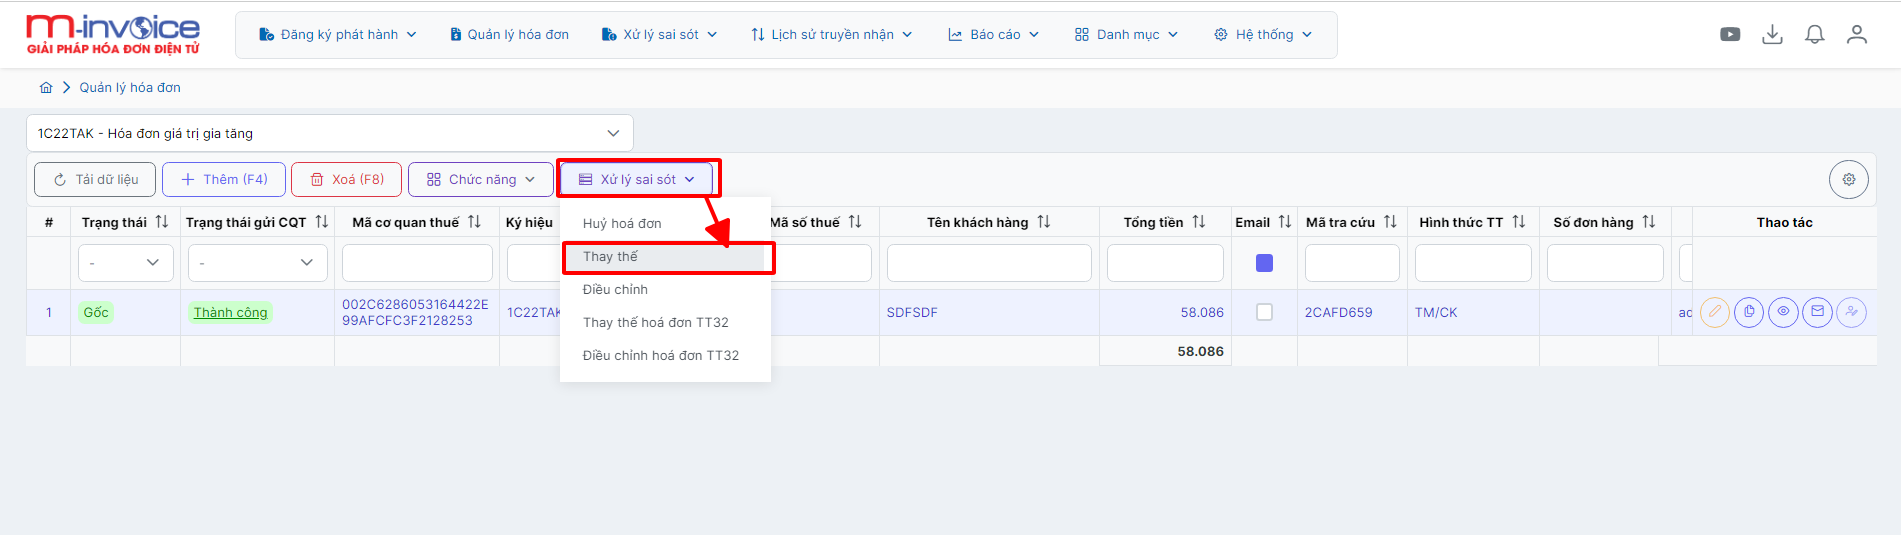 m-invoice
GIẢI PHÁP HÓA ĐƠN ĐIỆN TỬ
Đăng ký phát hành
Quản lý hóa đơn
Xử lý sai sót
Lịch sử truyền nhận
Báo cáo
Danh mục
Hệ thống
Quản lý hóa đơn
1C22TAK - Hóa đơn giá trị gia tăng
Tải dữ liệu
Thêm (F4)
Xoá (F8)
Chức năng
Xử lý sai sót
Huỷ hoá đơn
Thay thế
Điều chỉnh
Thay thế hoá đơn TT32
Điều chỉnh hoá đơn TT32
# Trạng thái Trạng thái gửi CQT Mã cơ quan thuế Ký hiệu Mã số thuế Tên khách hàng Tổng tiền Email Mã tra cứu Hình thức TT Số đơn hàng Thao tác
- -
1 Gốc Thành công 002C6286053164422E
99AFCFC3F2128253
1C22TAK SDFSDF 58.086 2CAFD659 TM/CK
58.086